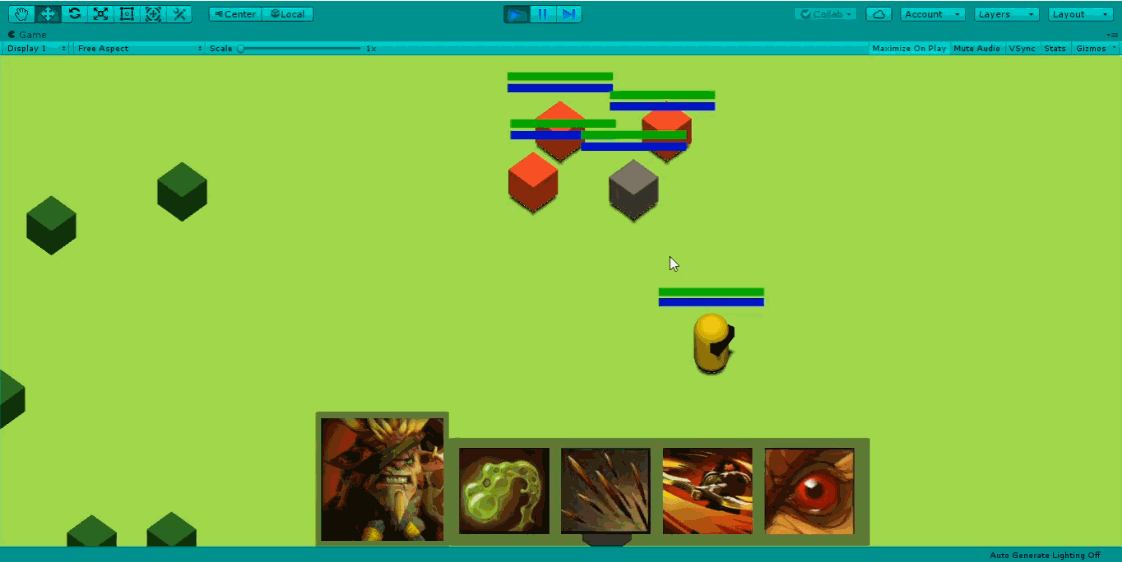 Center Local Collab Account Layers Layout
Game
Display 1 Free Aspect Scale 1x Maximize On Play Mute Audio VSync Stats Gizmos
Auto Generate Lighting Off